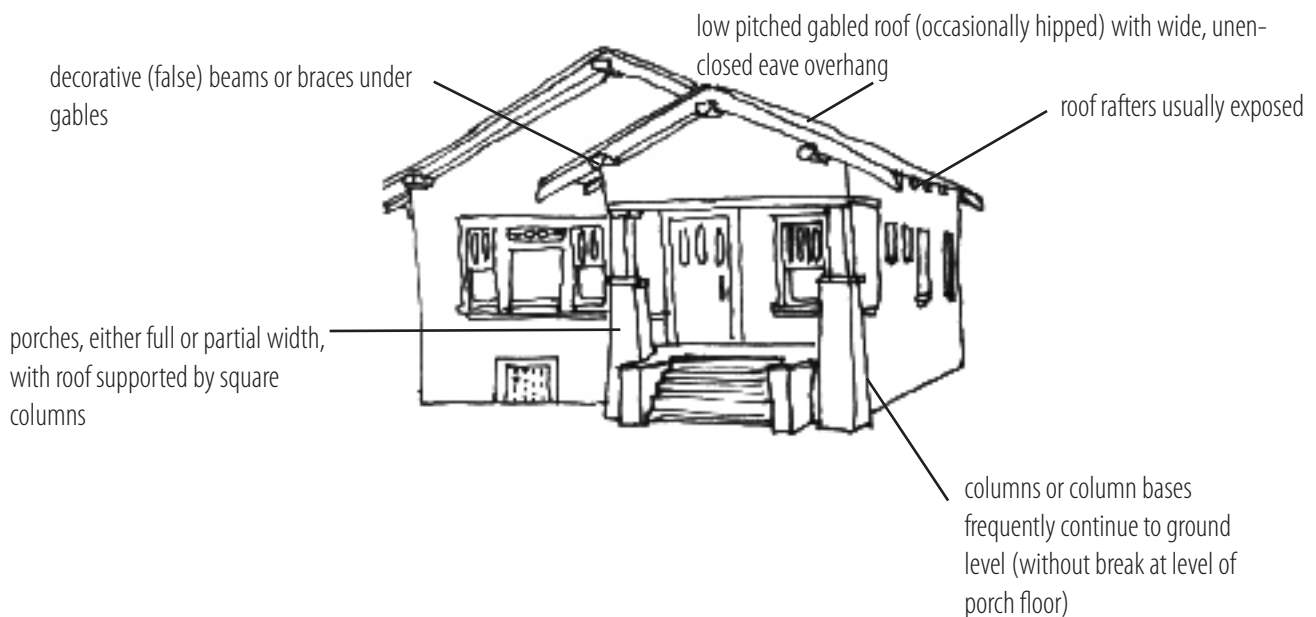 low pitched gabled roof (occasionally hipped) with wide, unen-
closed eave overhang
decorative (false) beams or braces under
gables
roof rafters usually exposed
porches, either full or partial width,
with roof supported by square
columns
columns or column bases
frequently continue to ground
level (without break at level of
porch floor)